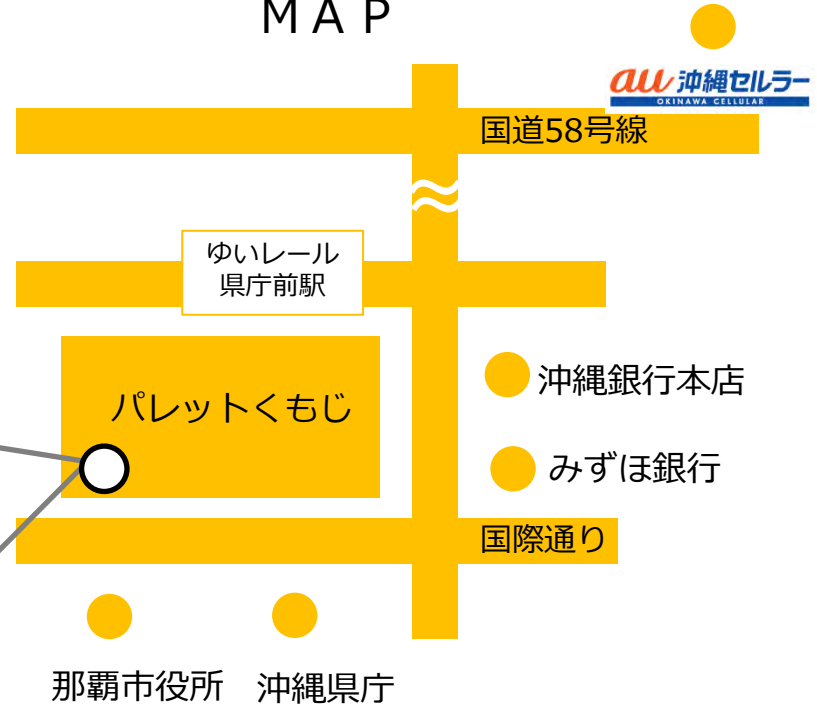 MAP
au 沖縄セルラー
OKINAWA CELLULAR
国道58号線
ゆいレール
県庁前駅
パレットくもじ
沖縄銀行本店
みずほ銀行
国際通り
那覇市役所
沖縄県庁